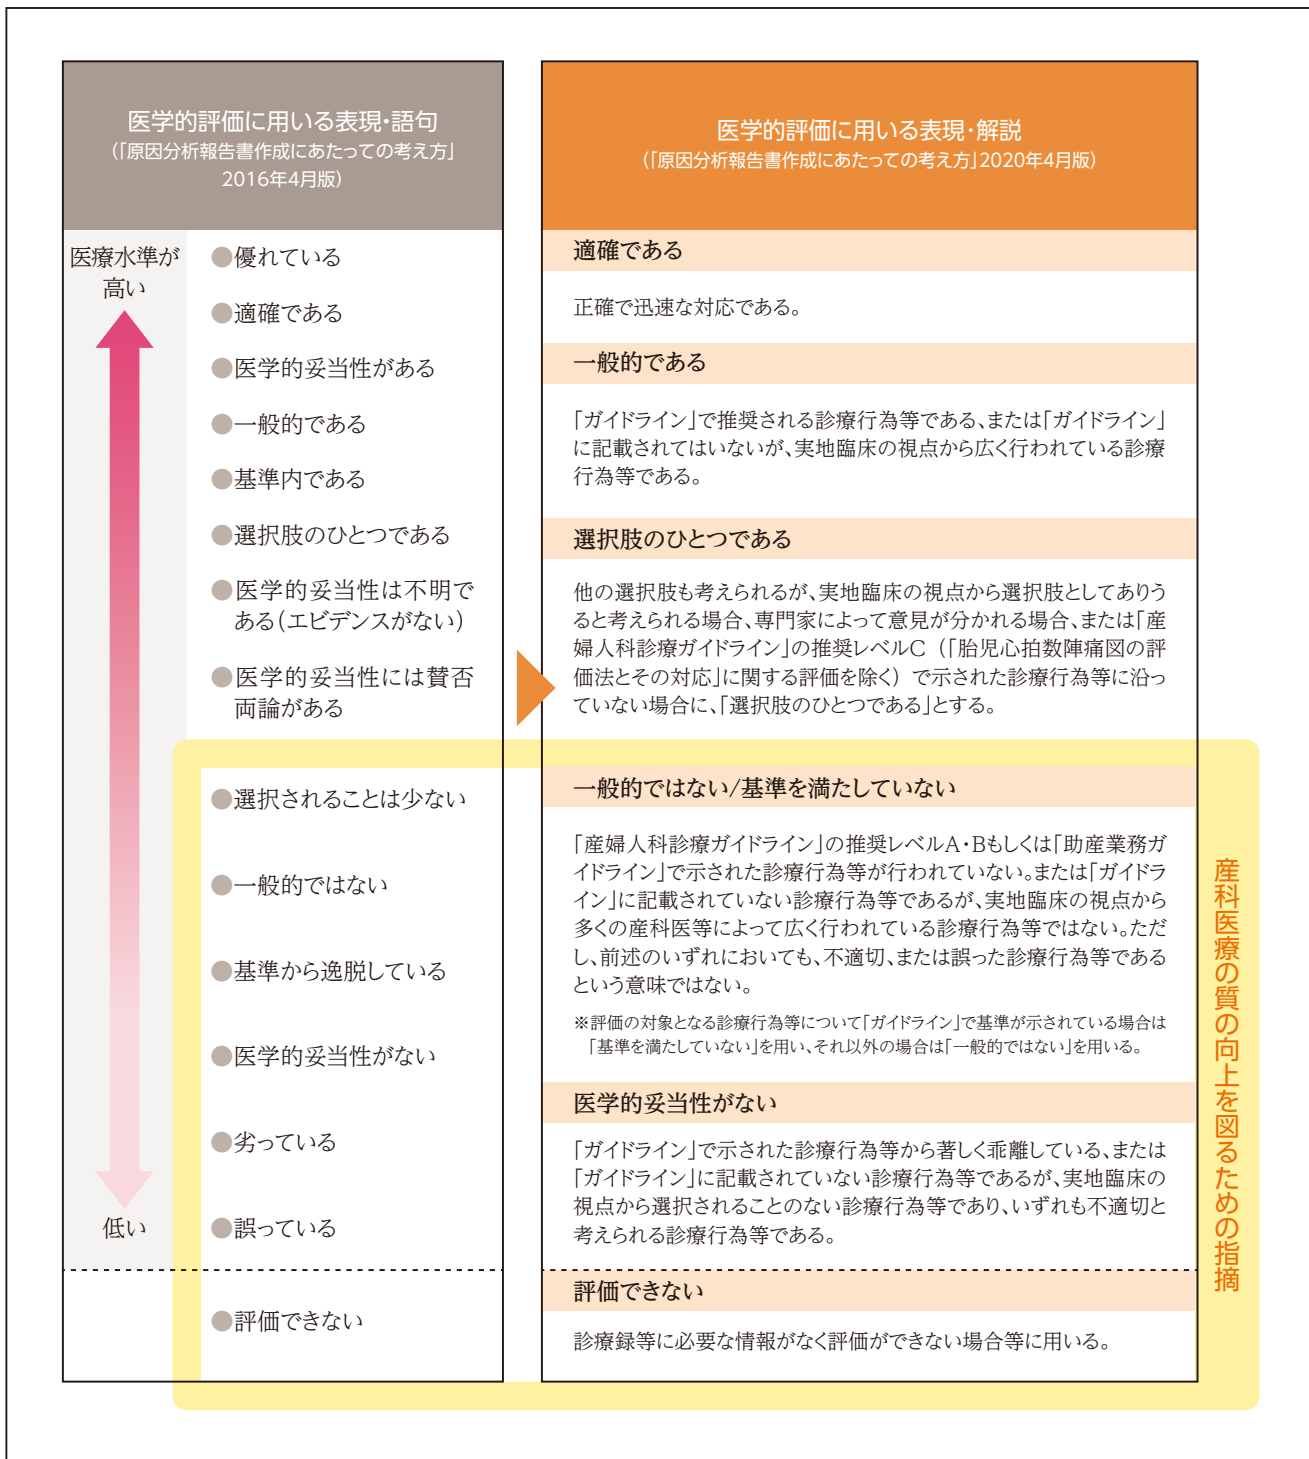 医学的評価に用いる表現・語句
(「原因分析報告書作成にあたっての考え方」
2016年4月版)
医療水準が
高い
低い
●優れている
●適確である
●医学的妥当性がある
●一般的である
●基準内である
●選択肢のひとつである
●医学的妥当性は不明で
ある(エビデンスがない)
●医学的妥当性には賛否
両論がある
●選択されることは少ない
●一般的ではない
●基準から逸脱している
●医学的妥当性がない
●劣っている
●誤っている
●評価できない
医学的評価に用いる表現・解説
(「原因分析報告書作成にあたっての考え方」2020年4月版)
適確である
正確で迅速な対応である。
一般的である
「ガイドライン」で推奨される診療行為等である、または「ガイドライン」
に記載されてはいないが、実地臨床の視点から広く行われている診療
行為等である。
選択肢のひとつである
他の選択肢も考えられるが、実地臨床の視点から選択肢としてありう
ると考えられる場合、専門家によって意見が分かれる場合、または「産
婦人科診療ガイドライン」の推奨レベルC(「胎児心拍数陣痛図の評
価法とその対応」に関する評価を除く)で示された診療行為等に沿っ
ていない場合に、「選択肢のひとつである」とする。
一般的ではない/基準を満たしていない
「産婦人科診療ガイドライン」の推奨レベルA・Bもしくは「助産業務ガ
イドライン」で示された診療行為等が行われていない。または「ガイドラ
イン」に記載されていない診療行為等であるが、実地臨床の視点から
多くの産科医等によって広く行われている診療行為等ではない。ただ
し、前述のいずれにおいても、不適切、または誤った診療行為等である
という意味ではない。
※評価の対象となる診療行為等について「ガイドライン」で基準が示されている場合は
「基準を満たしていない」を用い、それ以外の場合は「一般的ではない」を用いる。
医学的妥当性がない
「ガイドライン」で示された診療行為等から著しく乖離している、または
「ガイドライン」に記載されていない診療行為等であるが、実地臨床の
視点から選択されることのない診療行為等であり、いずれも不適切と
考えられる診療行為等である。
評価できない
診療録等に必要な情報がなく評価ができない場合等に用いる。
産科医療の質の向上を図るための指摘